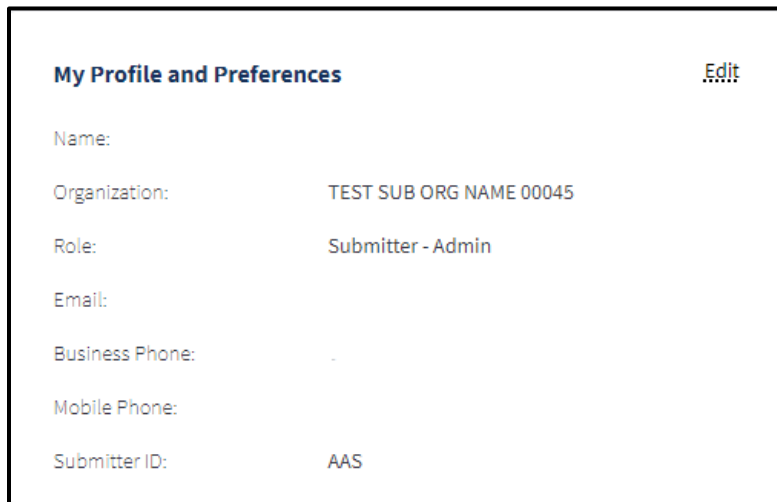 My Profile and Preferences Edit
Name:
Organization: TEST SUB ORG NAME 00045
Role: Submitter - Admin
Email:
Business Phone: .
Mobile Phone:
Submitter ID: AAS